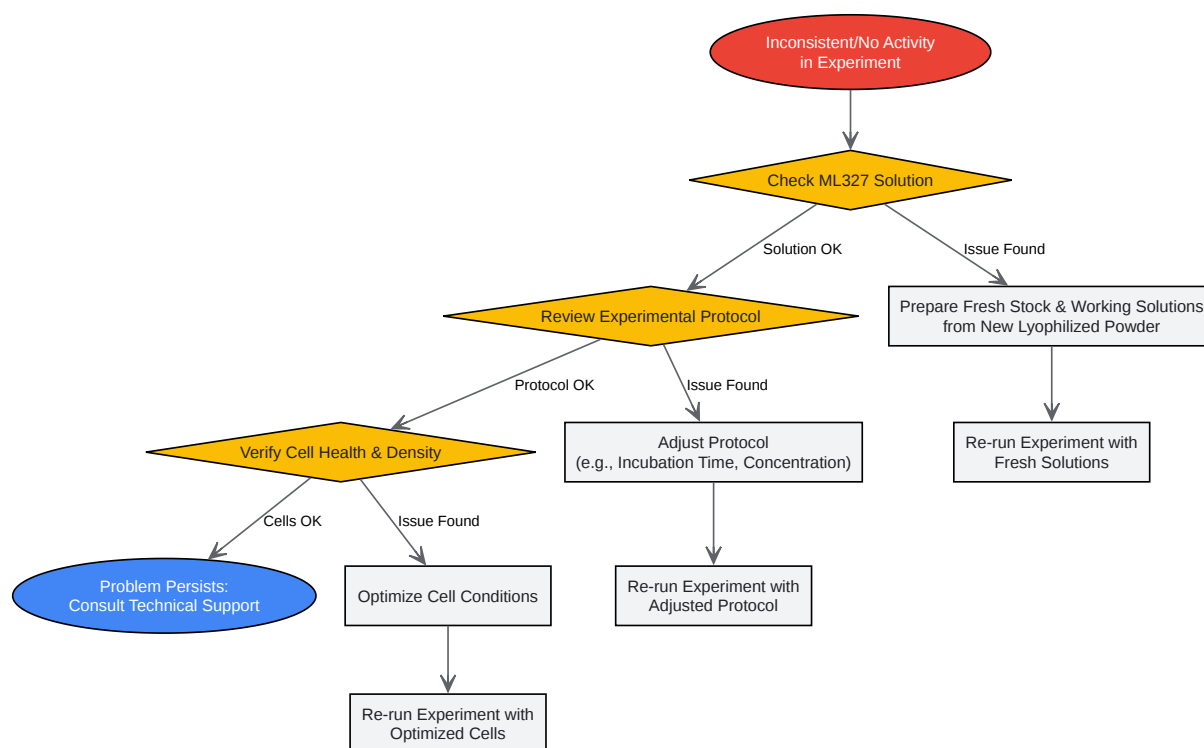 Inconsistent/No Activity
in Experiment
Check ML327 Solution
Solution OK
Issue Found
Review Experimental Protocol
Prepare Fresh Stock & Working Solutions
from New Lyophilized Powder
Protocol OK
Issue Found
Verify Cell Health & Density
Adjust Protocol
(e.g., Incubation Time, Concentration)
Re-run Experiment with
Fresh Solutions
Cells OK
Issue Found
Problem Persists:
Consult Technical Support
Optimize Cell Conditions
Re-run Experiment with
Adjusted Protocol
Re-run Experiment with
Optimized Cells